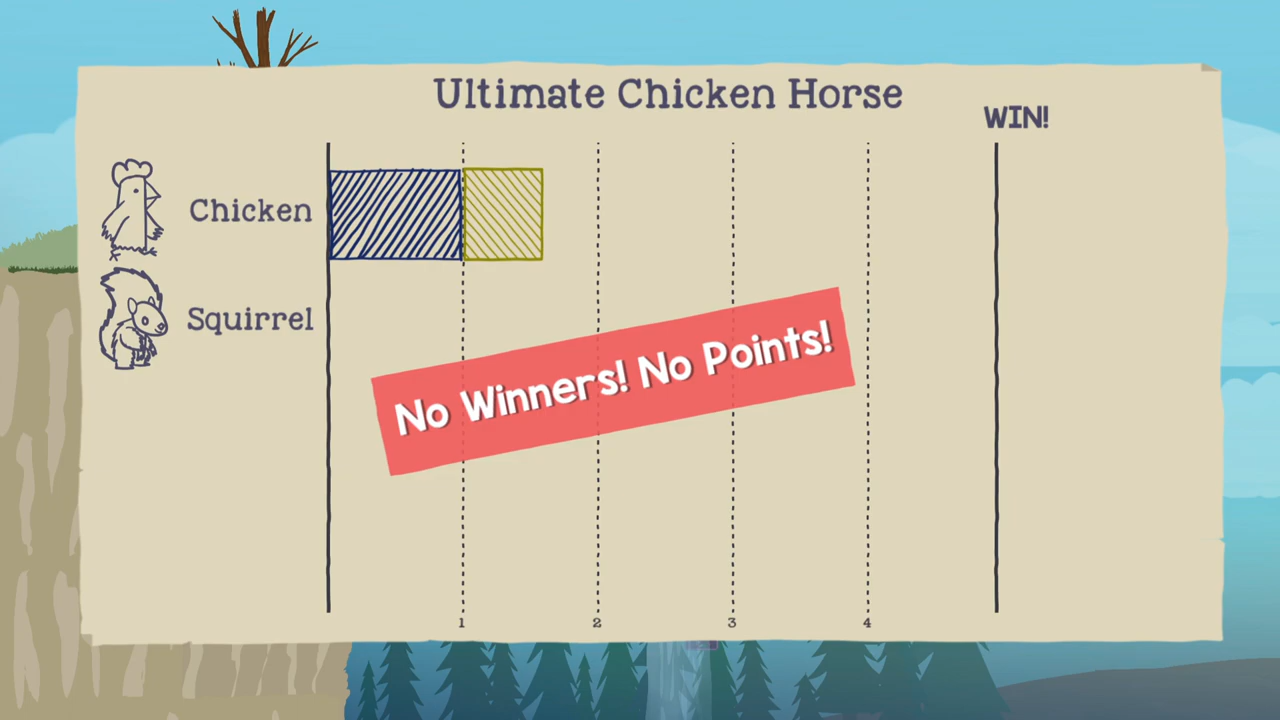 Ultimate Chicken Horse
WIN!
Chicken
Squirrel
No Winners! No Points!
1 2 3 4